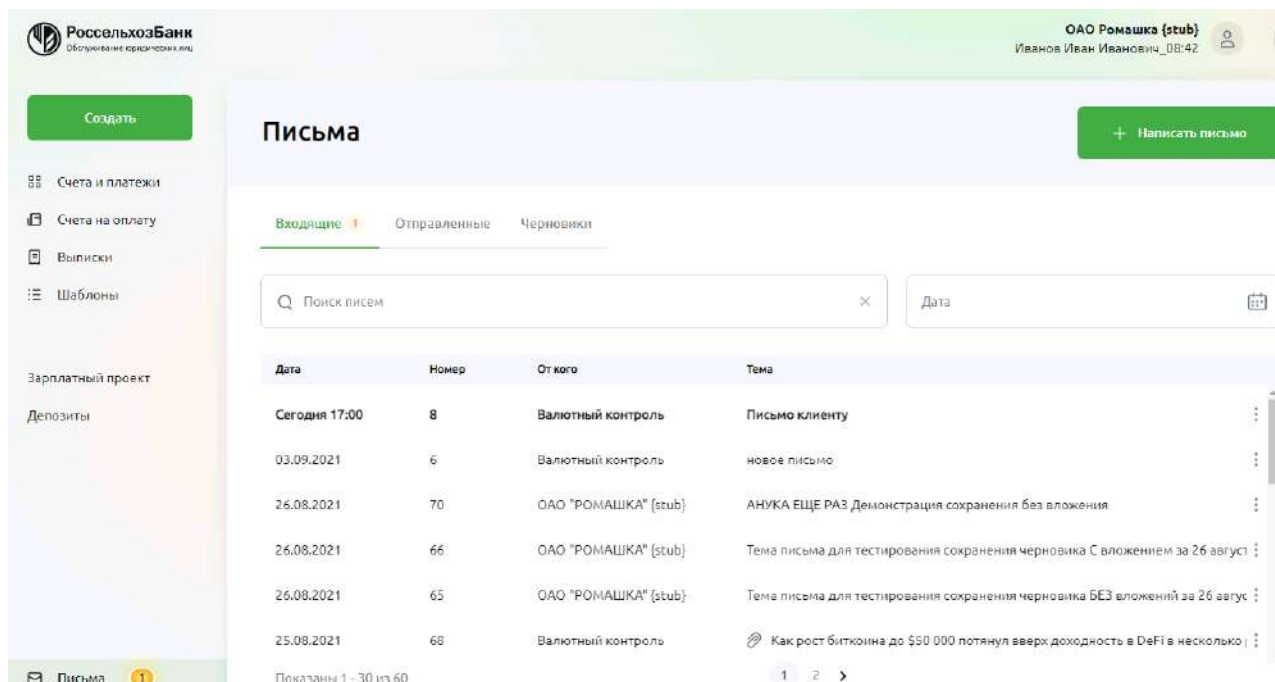 РоссельхозБанк
Обслуживание юридических лиц
ОАО Ромашка {stub}
Иванов Иван Иванович_08:42
Создать
Письма
+ Написать письмо
Счета и платежи
Счета на оплату
Выписки
Шаблоны
Зарплатный проект
Депозиты
Письма 1
Входящие 1 Отправленные Черновики
Поиск писем
Дата
Дата Номер От кого Тема
Сегодня 17:00 8 Валютный контроль Письмо клиенту
03.09.2021 6 Валютный контроль новое письмо
26.08.2021 70 ОАО "РОМАШКА" {stub} АНУКА ЕЩЕ РАЗ Демонстрация сохранения без вложения
26.08.2021 66 ОАО "РОМАШКА" {stub} Тема письма для тестирования сохранения черновика С вложением за 26 август
26.08.2021 65 ОАО "РОМАШКА" {stub} Тема письма для тестирования сохранения черновика БЕЗ вложений за 26 авгус
25.08.2021 68 Валютный контроль Как рост биткоина до $50 000 потянул вверх доходность в DeFi в несколько
Показаны 1 - 30 из 60
1 2